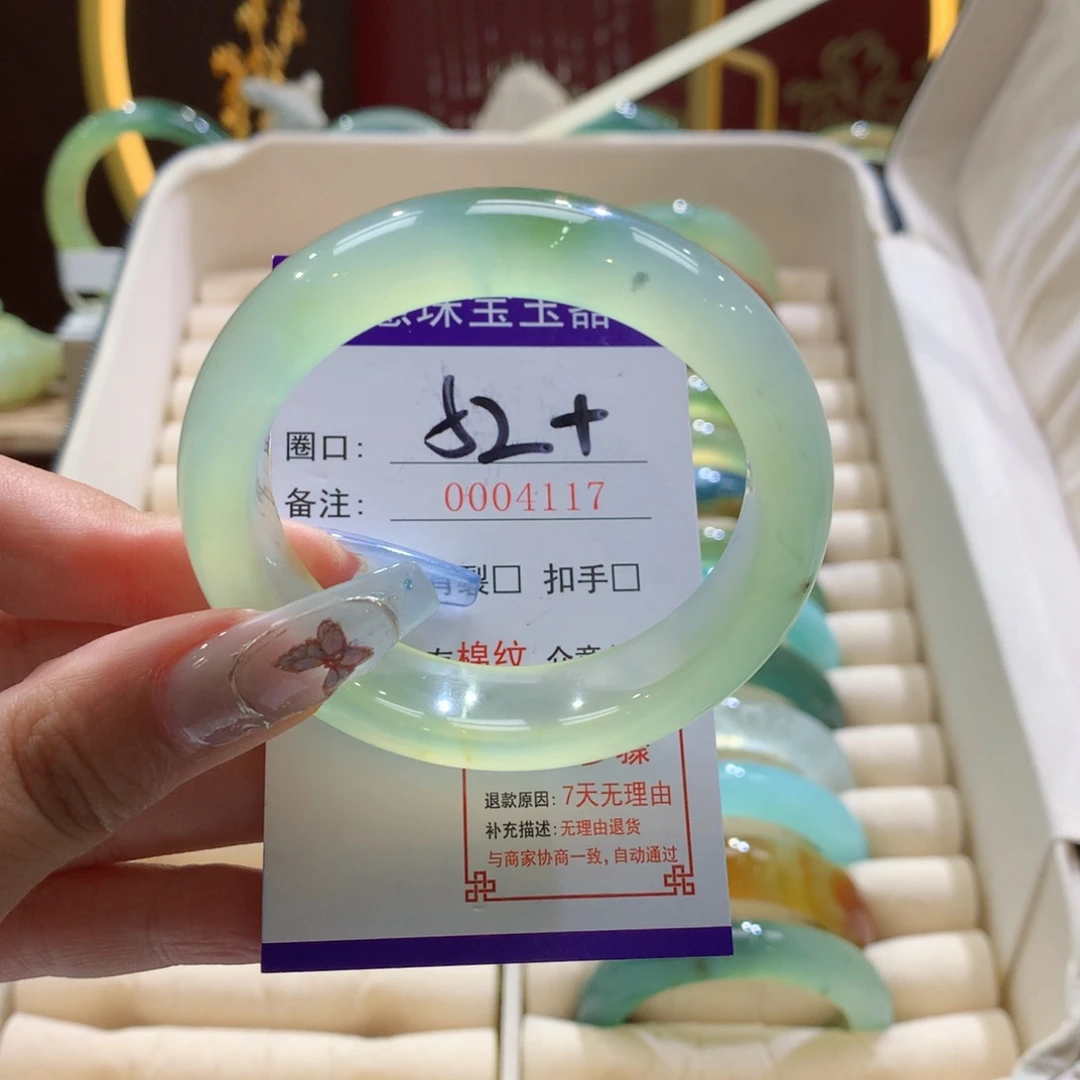 珠宝玉器
圈口: 52+
备注: 0004117
裂□ 扣手□
棉纹
骤
退款原因: 7天无理由
补充描述: 无理由退货
与商家协商一致, 自动通过